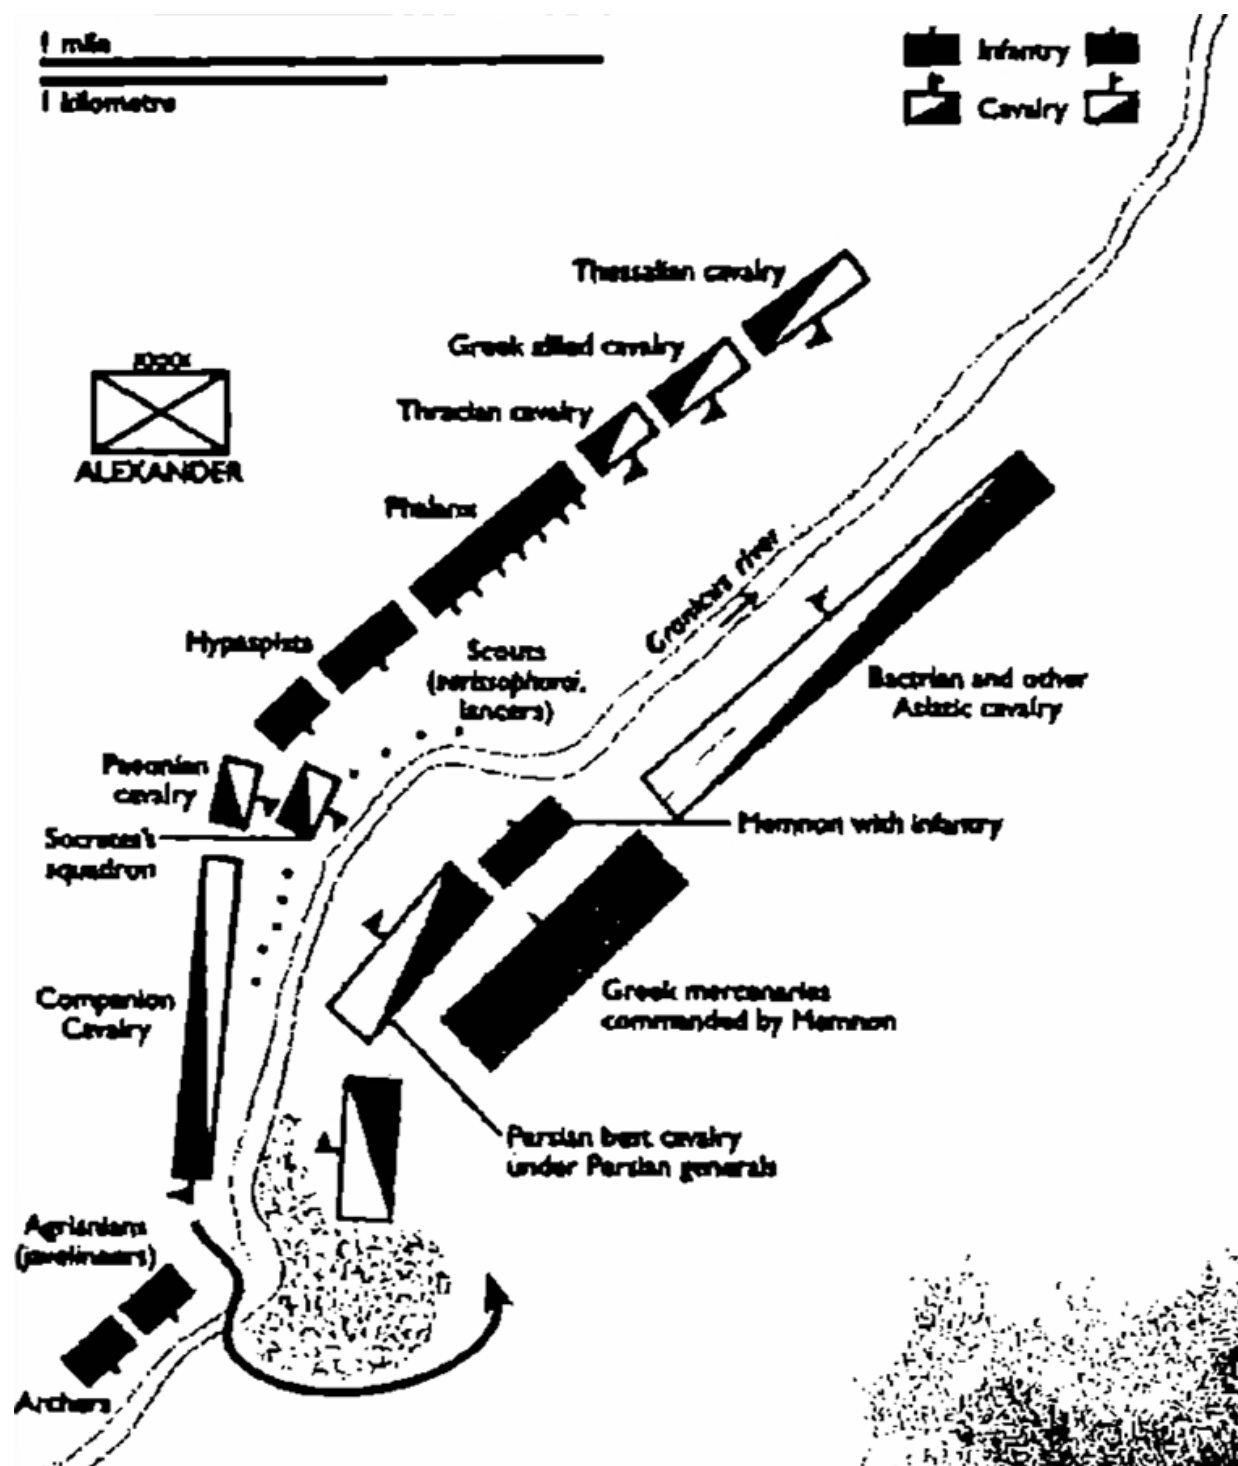 1 mile
1 kilometre
Infantry
Cavalry
Thessalian cavalry
Greek allied cavalry
Thracian cavalry
XXXX
ALEXANDER
Phalanx
Hypaspists
Scouts
(sarissophoroi,
lancers)
Granicus river
Bactrian and other
Asiatic cavalry
Paeonian
cavalry
Socrates's
squadron
Memnon with infantry
Companion
Cavalry
Greek mercenaries
commanded by Memnon
Persian best cavalry
under Persian generals
Agrianians
(javelineers)
Archers